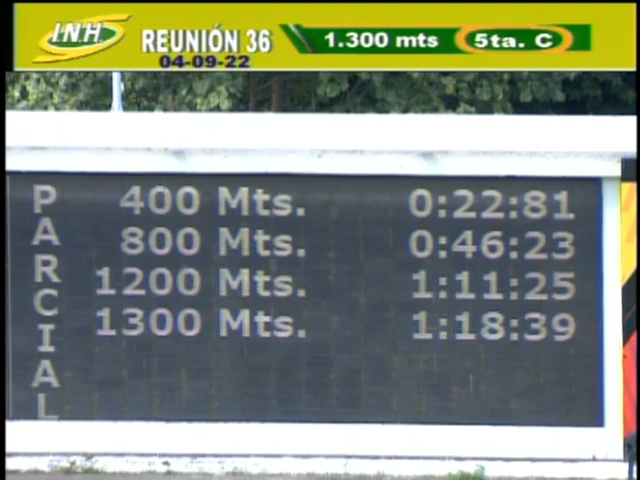 I.N.H REUNIÓN 36 1.300 mts 5ta. C
04-09-22
PARCIAL
400 Mts. 0:22:81
800 Mts. 0:46:23
1200 Mts. 1:11:25
1300 Mts. 1:18:39